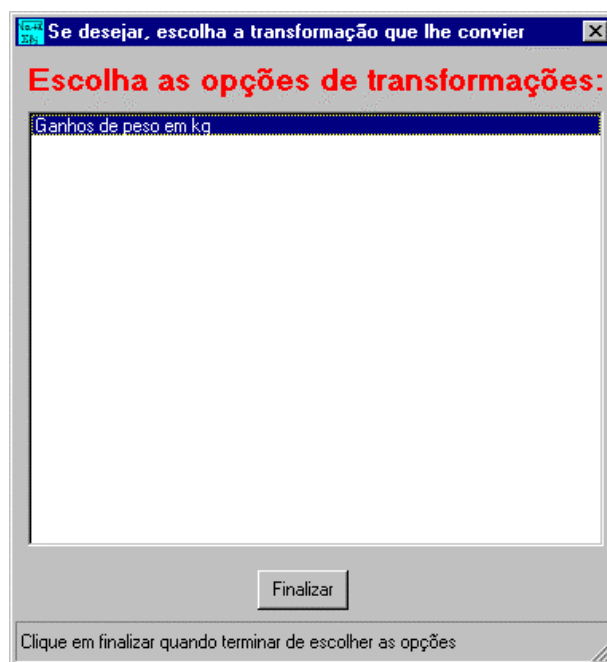 Se desejar, escolha a transformação que lhe convier
Escolha as opções de transformações:
Ganhos de peso em kg
Finalizar
Clique em finalizar quando terminar de escolher as opções